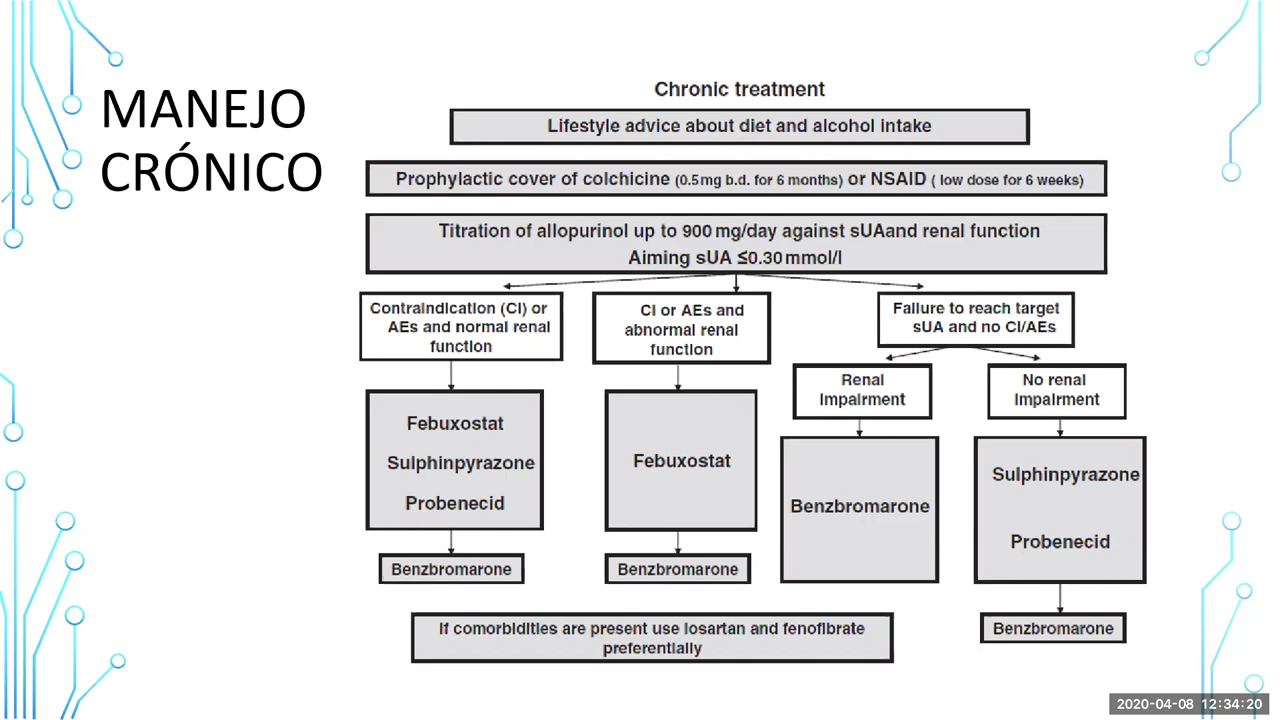 MANEJO
CRÓNICO
Chronic treatment
Lifestyle advice about diet and alcohol intake
Prophylactic cover of colchicine (0.5mg b.d. for 6 months) or NSAID ( low dose for 6 weeks)
Titration of allopurinol up to 900mg/day against sUAand renal function
Aiming sUA ≤0.30mmol/l
Contraindication (CI) or
AEs and normal renal
function
CI or AEs and
abnormal renal
function
Failure to reach target
sUA and no CI/AEs
Renal
impairment
No renal
impairment
Febuxostat
Sulphinpyrazone
Probenecid
Febuxostat
Benzbromarone
Sulphinpyrazone
Probenecid
Benzbromarone
Benzbromarone
Benzbromarone
If comorbidities are present use losartan and fenofibrate
preferentially
2020-04-08 12:34:20